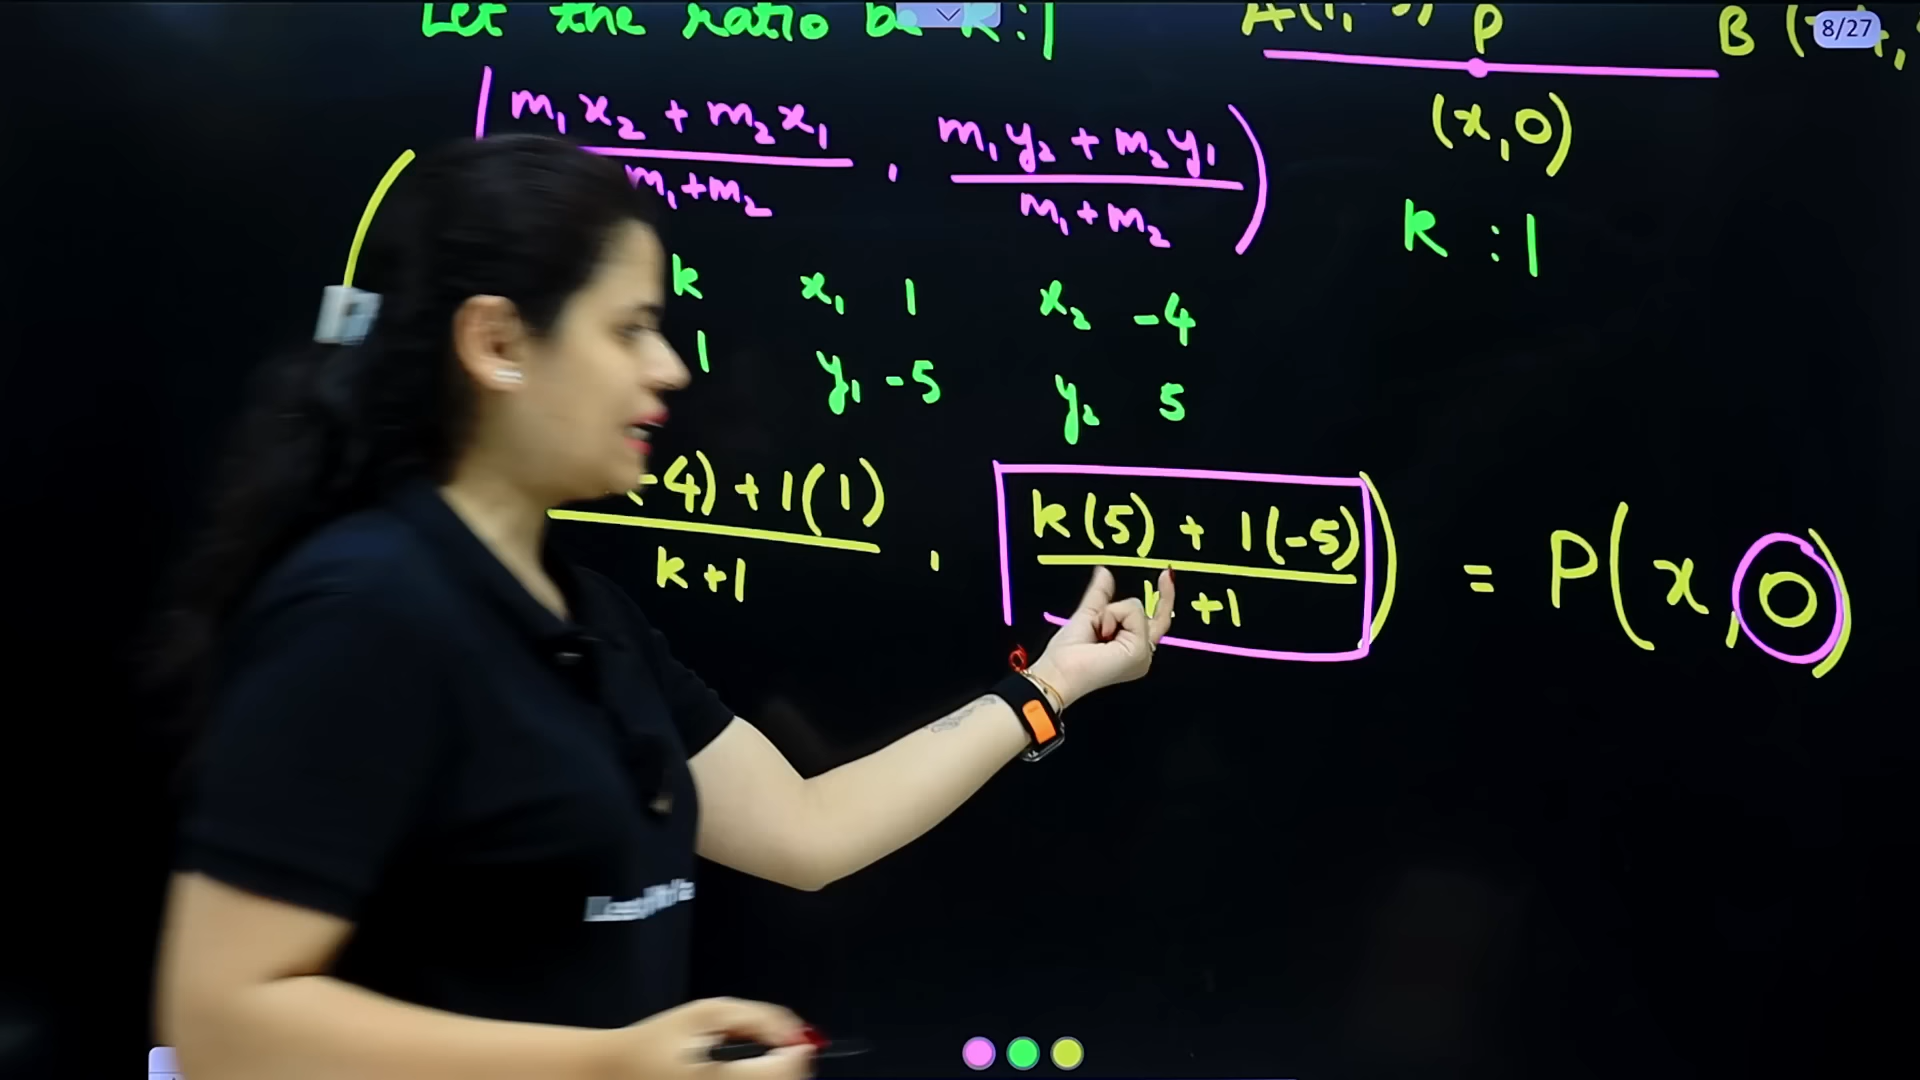 Let the ratio be k:1
A(1, P B (
8/27
(x,0)
m₁x₂ + m₂x₁ , m₁y₂ + m₂y₁
m₁+m₂ m₁+m₂
k : 1
k x₁ 1 x₂ -4
1 y₁ -5 y₂ 5
-4) + 1(1) , k(5) + 1(-5) ) = P(x,0)
k+1 k+1